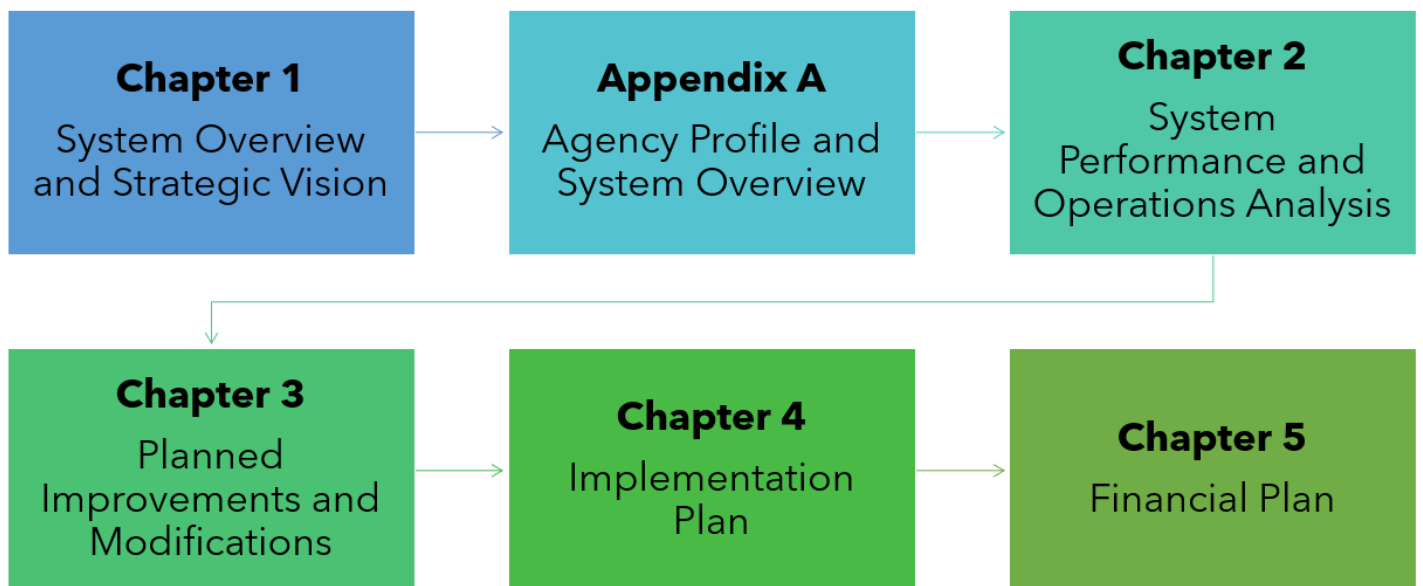 Chapter 1
System Overview
and Strategic Vision
Appendix A
Agency Profile and
System Overview
Chapter 2
System
Performance and
Operations Analysis
Chapter 3
Planned
Improvements and
Modifications
Chapter 4
Implementation
Plan
Chapter 5
Financial Plan